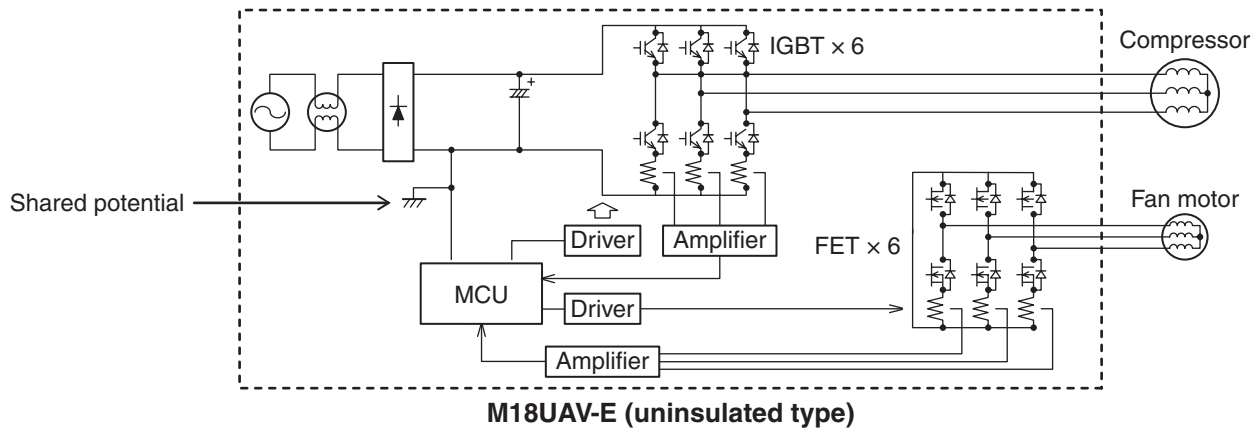 IGBT × 6
Compressor
Shared potential
Fan motor
Driver
Amplifier
FET × 6
MCU
Driver
Amplifier
M18UAV-E (uninsulated type)